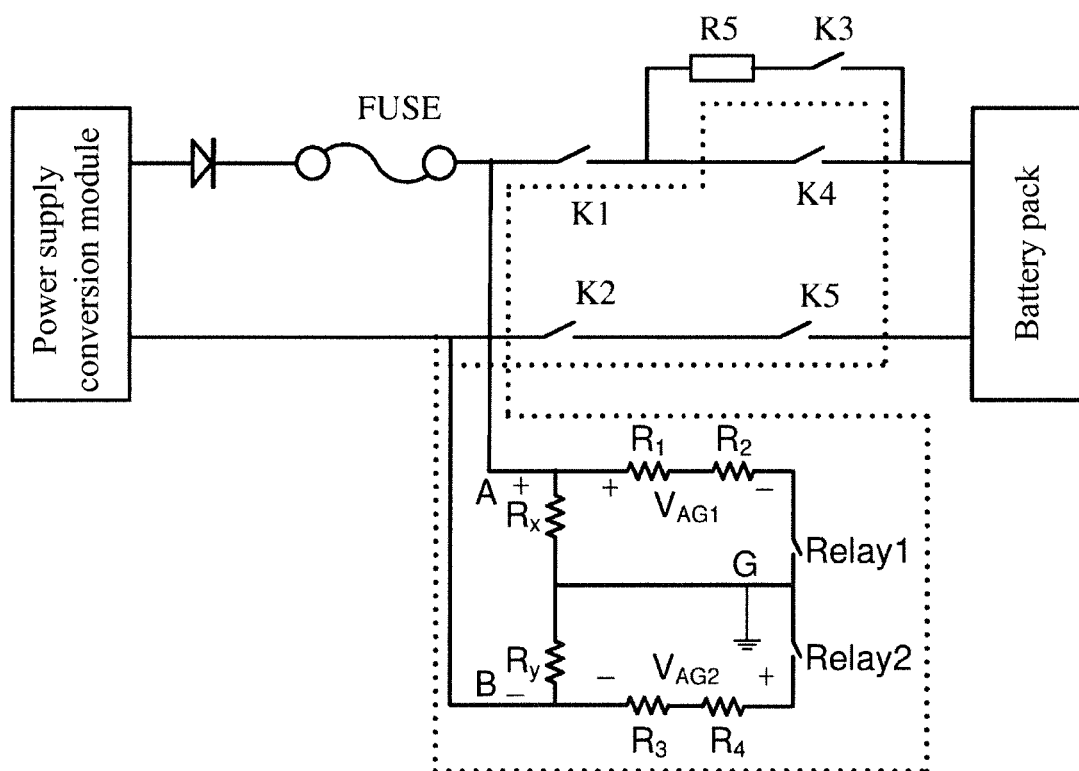 R5
K3
FUSE
Power supply
conversion module
K1
K4
Battery pack
K2
K5
R1
R2
A
+
+
VAG1
−
Rx
Relay1
G
Ry
Relay2
B
−
−
VAG2
+
R3
R4